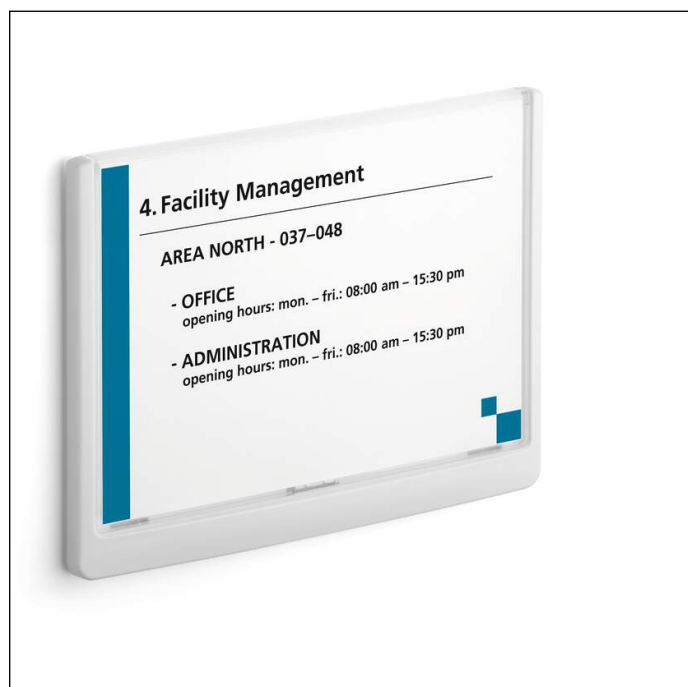 4. Facility Management
AREA NORTH - 037–048
- OFFICE
opening hours: mon. – fri.: 08:00 am – 15:30 pm
- ADMINISTRATION
opening hours: mon. – fri.: 08:00 am – 15:30 pm